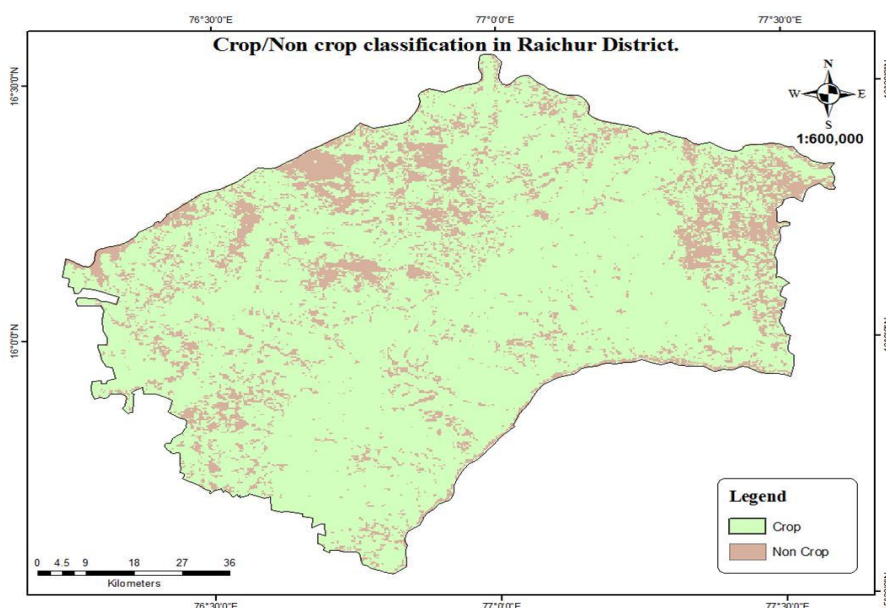 76°30'0"E 77°0'0"E 77°30'0"E
Crop/Non crop classification in Raichur District.
16°30'0"N
N
W E
S
1:600,000
16°0'0"N
Legend
Crop
Non Crop
0 4.5 9 18 27 36
Kilometers
76°30'0"E 77°0'0"E 77°30'0"E